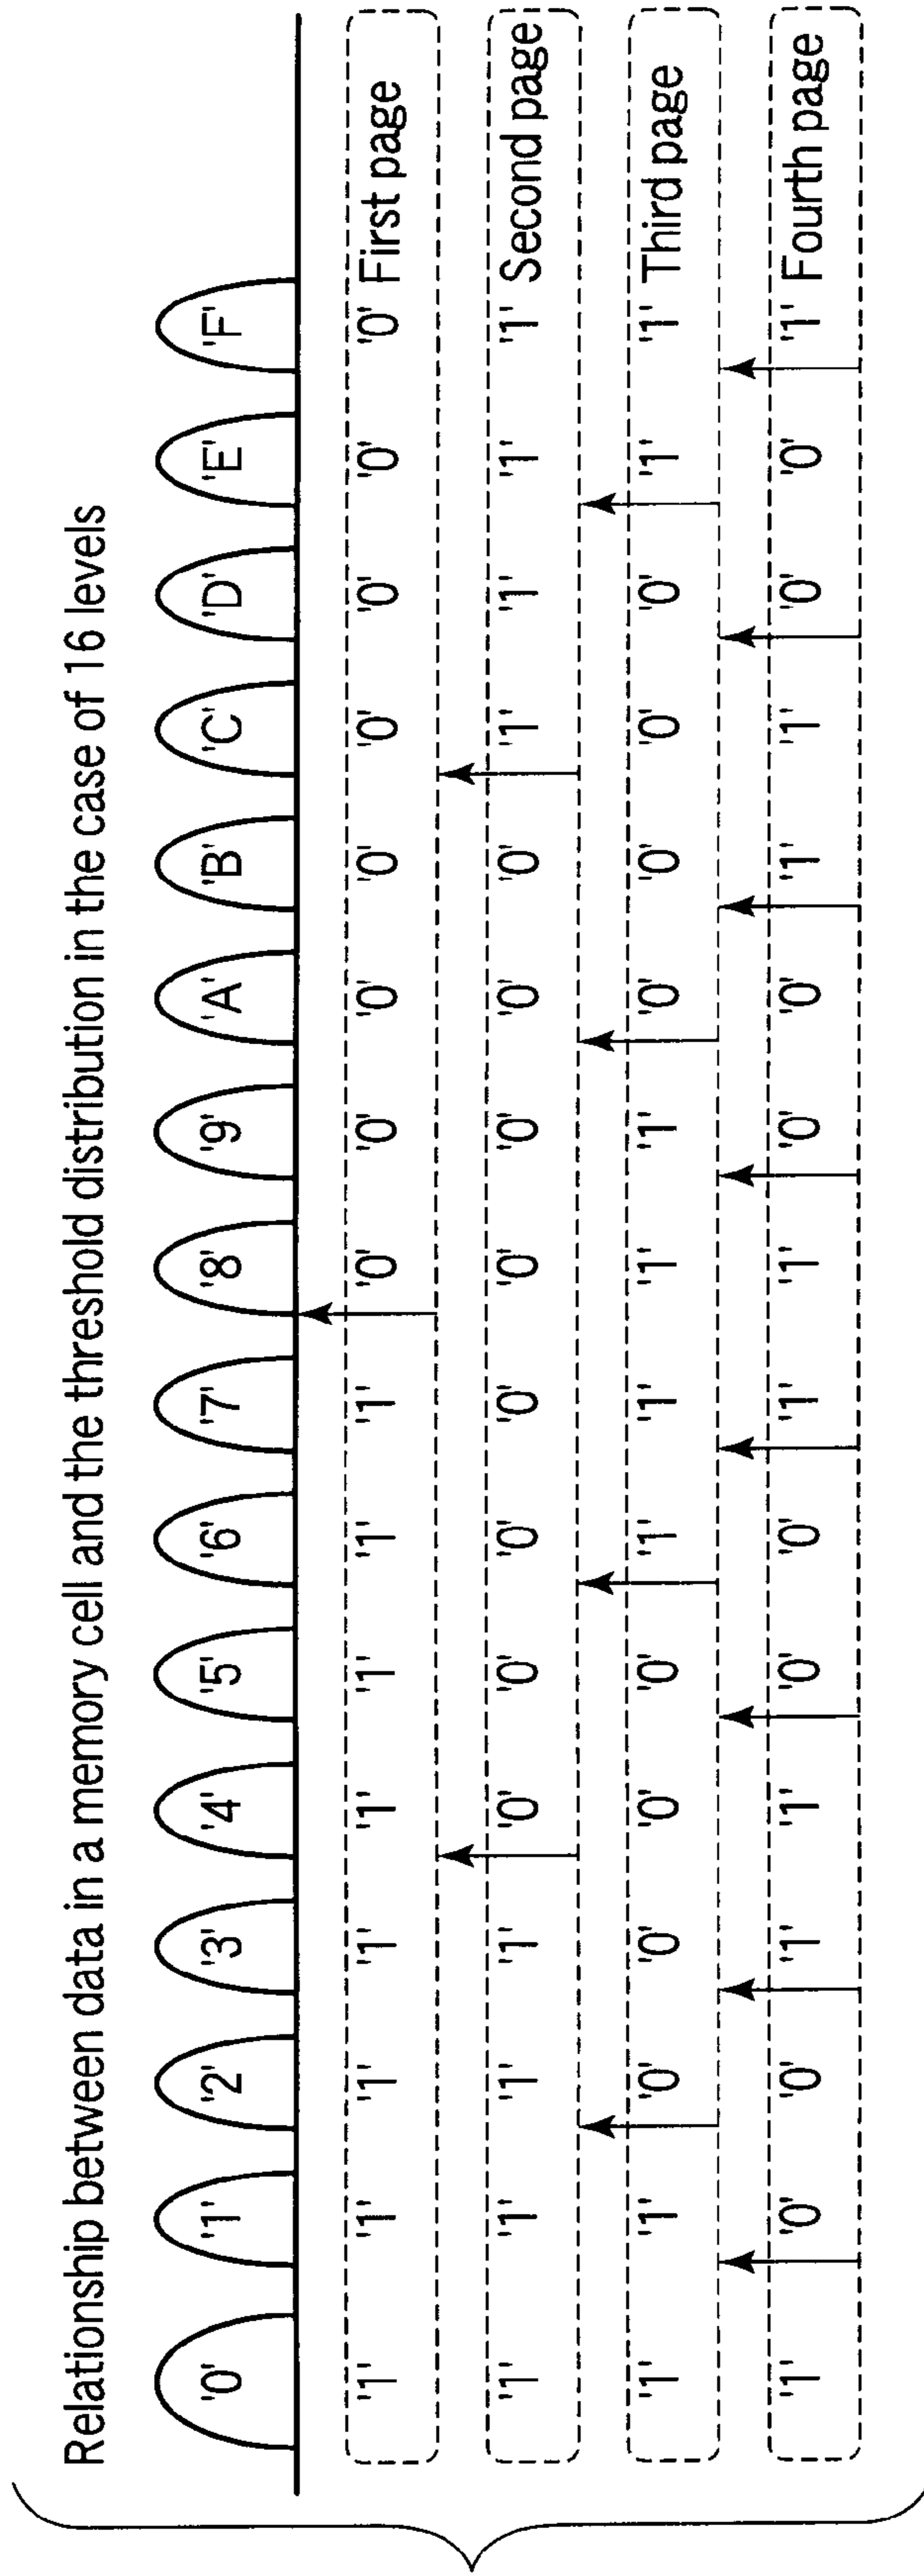 Relationship between data in a memory cell and the threshold distribution in the case of 16 levels
'0' '1' '2' '3' '4' '5' '6' '7' '8' '9' 'A' 'B' 'C' 'D' 'E' 'F'
'1' '1' '1' '1' '1' '1' '1' '1' '0' '0' '0' '0' '0' '0' '0' '0' First page
'1' '1' '1' '1' '0' '0' '0' '0' '0' '0' '0' '0' '1' '1' '1' '1' Second page
'1' '1' '0' '0' '0' '0' '1' '1' '1' '1' '0' '0' '0' '0' '1' '1' Third page
'1' '0' '0' '1' '1' '0' '0' '1' '1' '0' '0' '1' '1' '0' '0' '1' Fourth page